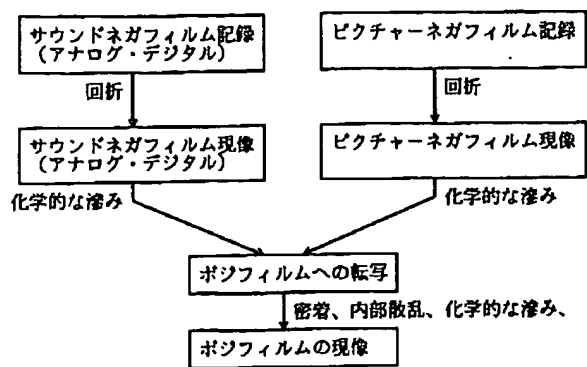 サウンドネガフィルム記録
（アナログ・デジタル）
ピクチャーネガフィルム記録
回折
回折
サウンドネガフィルム現像
（アナログ・デジタル）
ピクチャーネガフィルム現像
化学的な滲み
化学的な滲み
ポジフィルムへの転写
密着、内部散乱、化学的な滲み、
ポジフィルムの現像